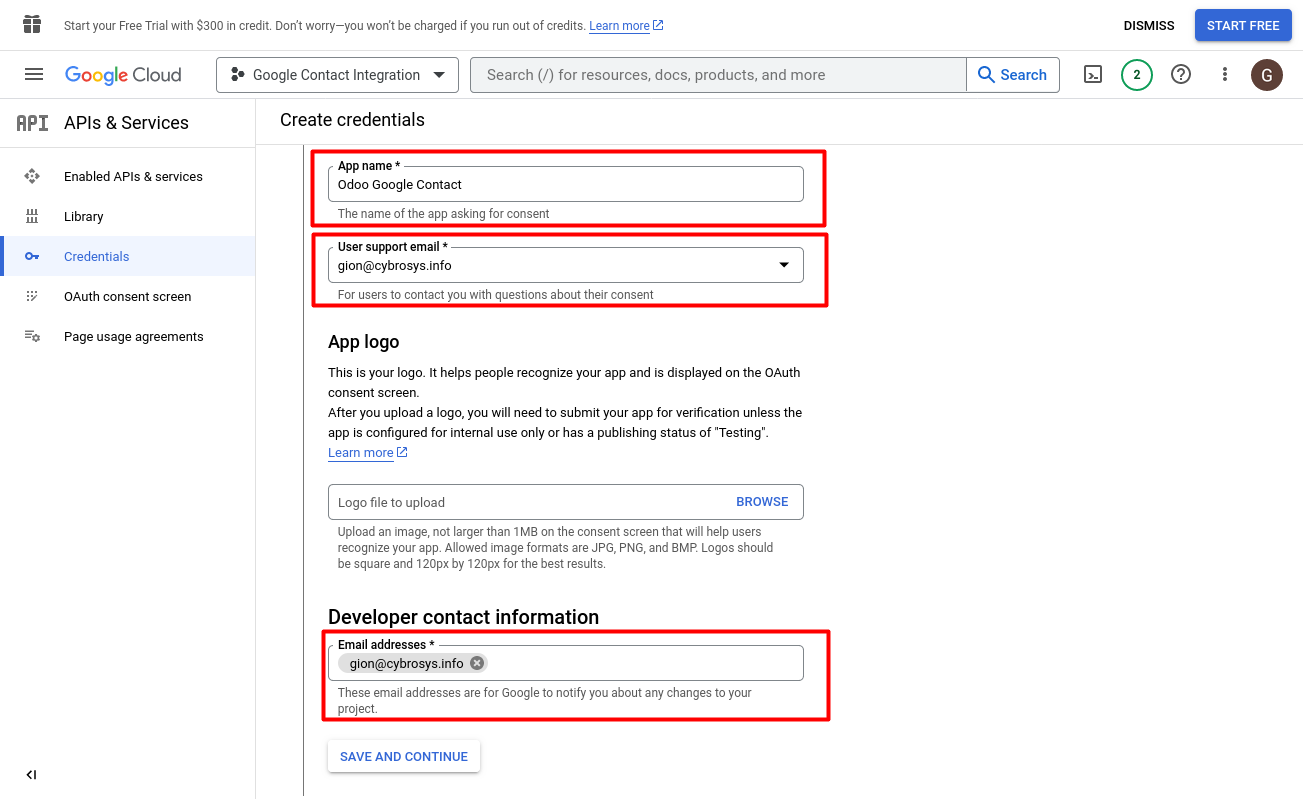 Start your Free Trial with $300 in credit. Don’t worry—you won’t be charged if you run out of credits. Learn more
DISMISS
START FREE
Google Cloud
Google Contact Integration
Search (/) for resources, docs, products, and more
Search
2
G
API APIs & Services
Create credentials
Enabled APIs & services
Library
Credentials
OAuth consent screen
Page usage agreements
App name *
Odoo Google Contact
The name of the app asking for consent
User support email *
gion@cybrosys.info
For users to contact you with questions about their consent
App logo
This is your logo. It helps people recognize your app and is displayed on the OAuth
consent screen.
After you upload a logo, you will need to submit your app for verification unless the
app is configured for internal use only or has a publishing status of "Testing".
Learn more
Logo file to upload
BROWSE
Upload an image, not larger than 1MB on the consent screen that will help users
recognize your app. Allowed image formats are JPG, PNG, and BMP. Logos should
be square and 120px by 120px for the best results.
Developer contact information
Email addresses *
gion@cybrosys.info
These email addresses are for Google to notify you about any changes to your
project.
SAVE AND CONTINUE